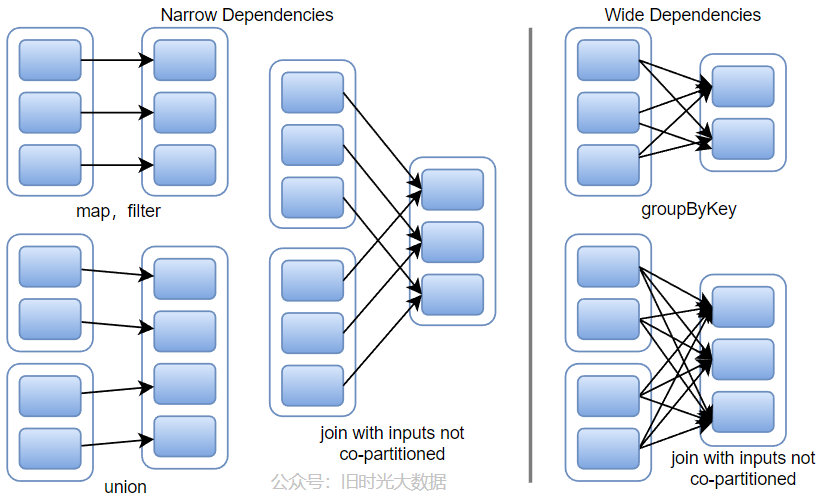 Narrow Dependencies
Wide Dependencies
map，filter
groupByKey
join with inputs not
co-partitioned
join with inputs not
co-partitioned
union
公众号：旧时光大数据